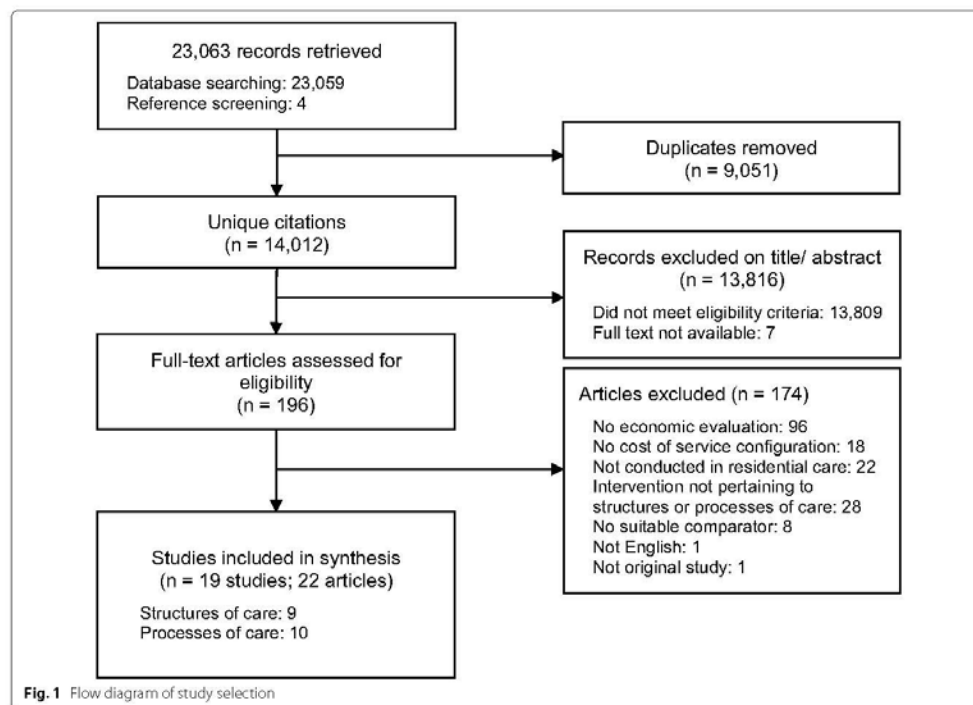 23,063 records retrieved
Database searching: 23,059
Reference screening: 4
Duplicates removed
(n = 9,051)
Unique citations
(n = 14,012)
Records excluded on title/ abstract
(n = 13,816)
Did not meet eligibility criteria: 13,809
Full text not available: 7
Full-text articles assessed for
eligibility
(n = 196)
Articles excluded (n = 174)
No economic evaluation: 96
No cost of service configuration: 18
Not conducted in residential care: 22
Intervention not pertaining to
structures or processes of care: 28
No suitable comparator: 8
Not English: 1
Not original study: 1
Studies included in synthesis
(n = 19 studies; 22 articles)
Structures of care: 9
Processes of care: 10
Fig. 1 Flow diagram of study selection